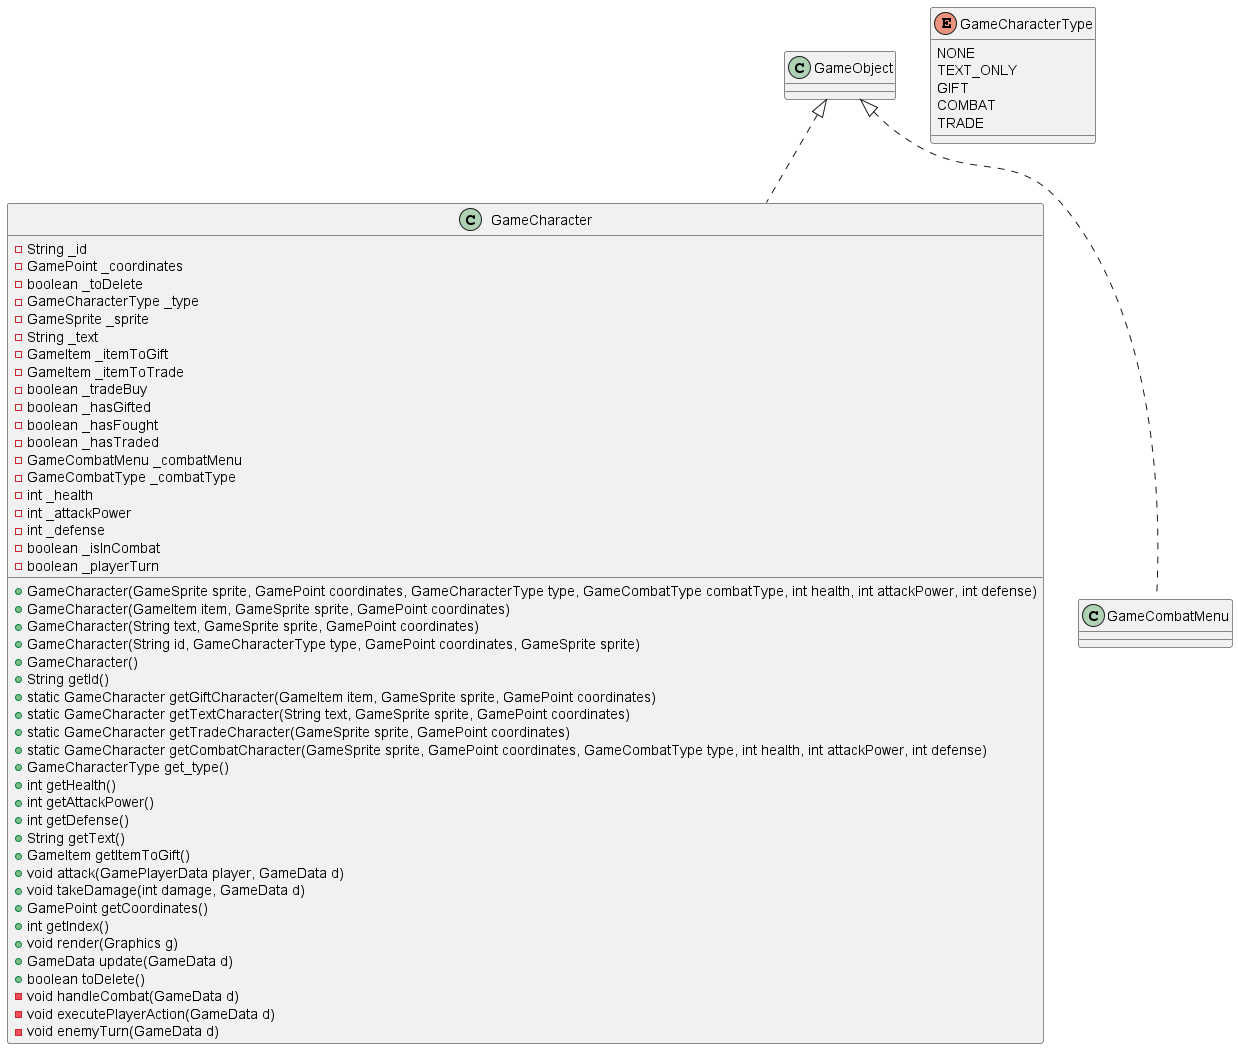 E GameCharacterType
NONE
TEXT_ONLY
GIFT
COMBAT
TRADE
C GameObject
C GameCharacter
String _id
GamePoint _coordinates
boolean _toDelete
GameCharacterType _type
GameSprite _sprite
String _text
GameItem _itemToGift
GameItem _itemToTrade
boolean _tradeBuy
boolean _hasGifted
boolean _hasFought
boolean _hasTraded
GameCombatMenu _combatMenu
GameCombatType _combatType
int _health
int _attackPower
int _defense
boolean _isInCombat
boolean _playerTurn
GameCharacter(GameSprite sprite, GamePoint coordinates, GameCharacterType type, GameCombatType combatType, int health, int attackPower, int defense)
GameCharacter(GameItem item, GameSprite sprite, GamePoint coordinates)
GameCharacter(String text, GameSprite sprite, GamePoint coordinates)
GameCharacter(String id, GameCharacterType type, GamePoint coordinates, GameSprite sprite)
GameCharacter()
String getId()
static GameCharacter getGiftCharacter(GameItem item, GameSprite sprite, GamePoint coordinates)
static GameCharacter getTextCharacter(String text, GameSprite sprite, GamePoint coordinates)
static GameCharacter getTradeCharacter(GameSprite sprite, GamePoint coordinates)
static GameCharacter getCombatCharacter(GameSprite sprite, GamePoint coordinates, GameCombatType type, int health, int attackPower, int defense)
GameCharacterType get_type()
int getHealth()
int getAttackPower()
int getDefense()
String getText()
GameItem getItemToGift()
void attack(GamePlayerData player, GameData d)
void takeDamage(int damage, GameData d)
GamePoint getCoordinates()
int getIndex()
void render(Graphics g)
GameData update(GameData d)
boolean toDelete()
void handleCombat(GameData d)
void executePlayerAction(GameData d)
void enemyTurn(GameData d)
C GameCombatMenu